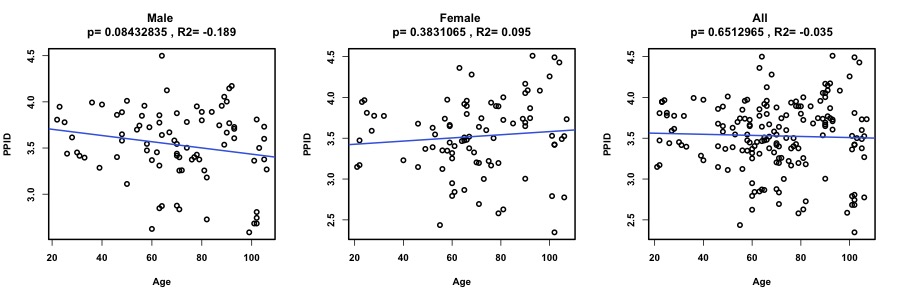 Male
p= 0.08432835 , R2= -0.189
PPID
4.5
4.0
3.5
3.0
20 40 60 80 100
Age
Female
p= 0.3831065 , R2= 0.095
PPID
4.5
4.0
3.5
3.0
2.5
20 40 60 80 100
Age
All
p= 0.6512965 , R2= -0.035
PPID
4.5
4.0
3.5
3.0
2.5
20 40 60 80 100
Age